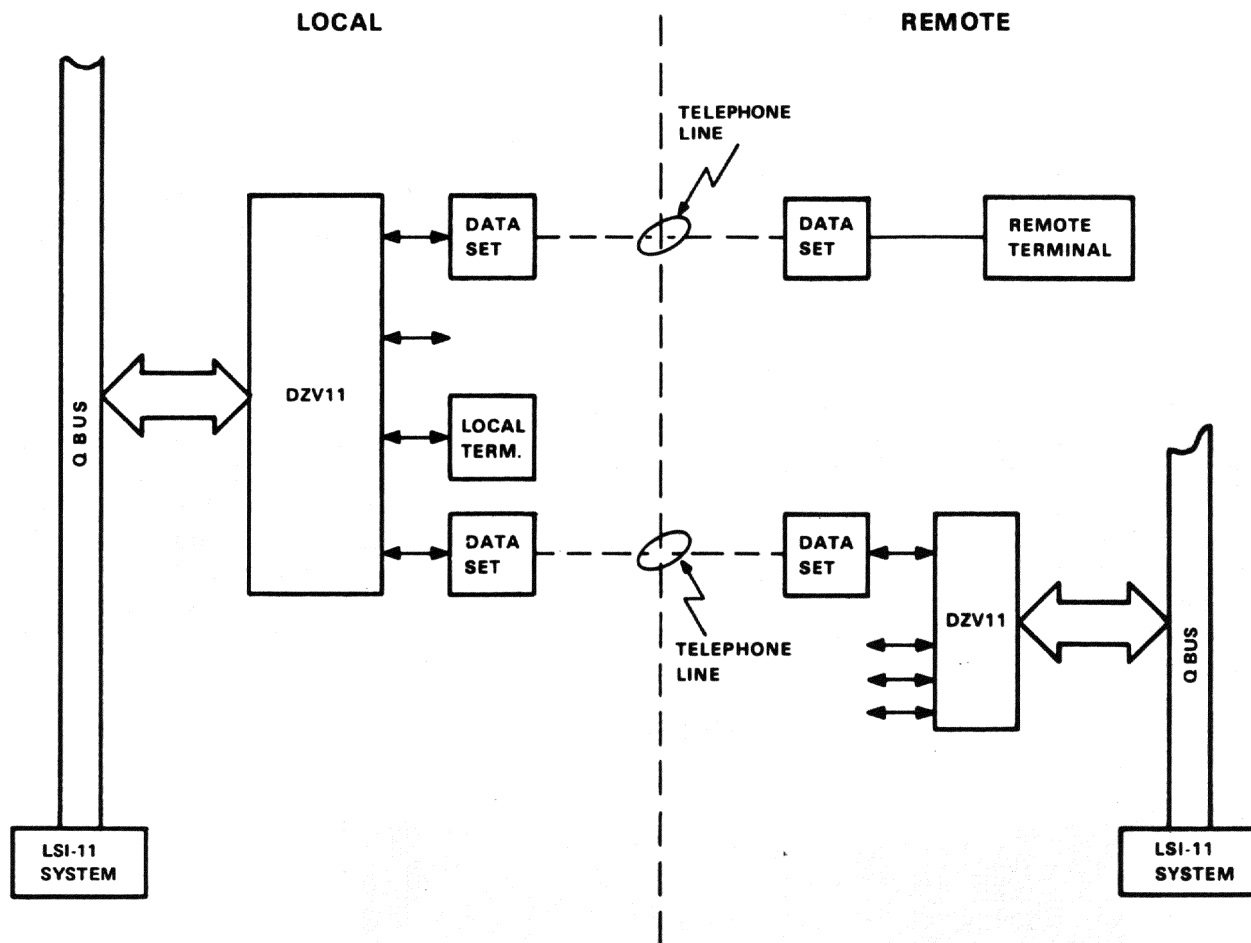 LOCAL
REMOTE
TELEPHONE
LINE
DATA
SET
DATA
SET
REMOTE
TERMINAL
Q BUS
DZV11
LOCAL
TERM.
DATA
SET
DATA
SET
DZV11
Q BUS
TELEPHONE
LINE
LSI-11
SYSTEM
LSI-11
SYSTEM